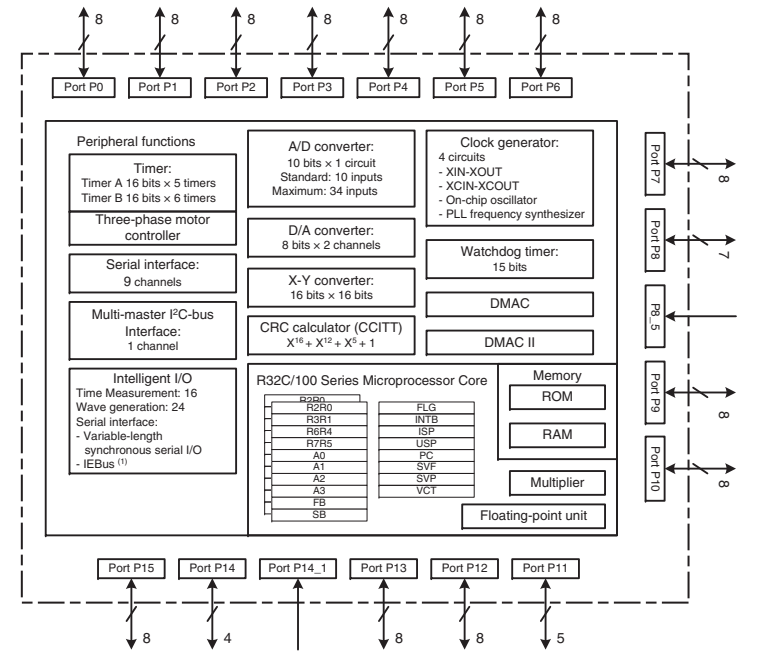 8 8 8 8 8 8 8
Port P0 Port P1 Port P2 Port P3 Port P4 Port P5 Port P6
Peripheral functions
Timer:
Timer A 16 bits × 5 timers
Timer B 16 bits × 6 timers
Three-phase motor
controller
Serial interface:
9 channels
Multi-master I²C-bus
Interface:
1 channel
Intelligent I/O
Time Measurement: 16
Wave generation: 24
Serial interface:
- Variable-length
synchronous serial I/O
- IEBus (1)
A/D converter:
10 bits × 1 circuit
Standard: 10 inputs
Maximum: 34 inputs
D/A converter:
8 bits × 2 channels
X-Y converter:
16 bits × 16 bits
CRC calculator (CCITT)
X¹⁶ + X¹² + X⁵ + 1
Clock generator:
4 circuits
- XIN-XOUT
- XCIN-XCOUT
- On-chip oscillator
- PLL frequency synthesizer
Watchdog timer:
15 bits
DMAC
DMAC II
R32C/100 Series Microprocessor Core
R2R0
R2R0
R3R1
R6R4
R7R5
A0
A1
A2
A3
FB
SB
FLG
INTB
ISP
USP
PC
SVF
SVP
VCT
Memory
ROM
RAM
Multiplier
Floating-point unit
Port P7
8
Port P8
7
P8_5
Port P9
8
Port P10
8
Port P15 Port P14 Port P14_1 Port P13 Port P12 Port P11
8 4 8 8 5